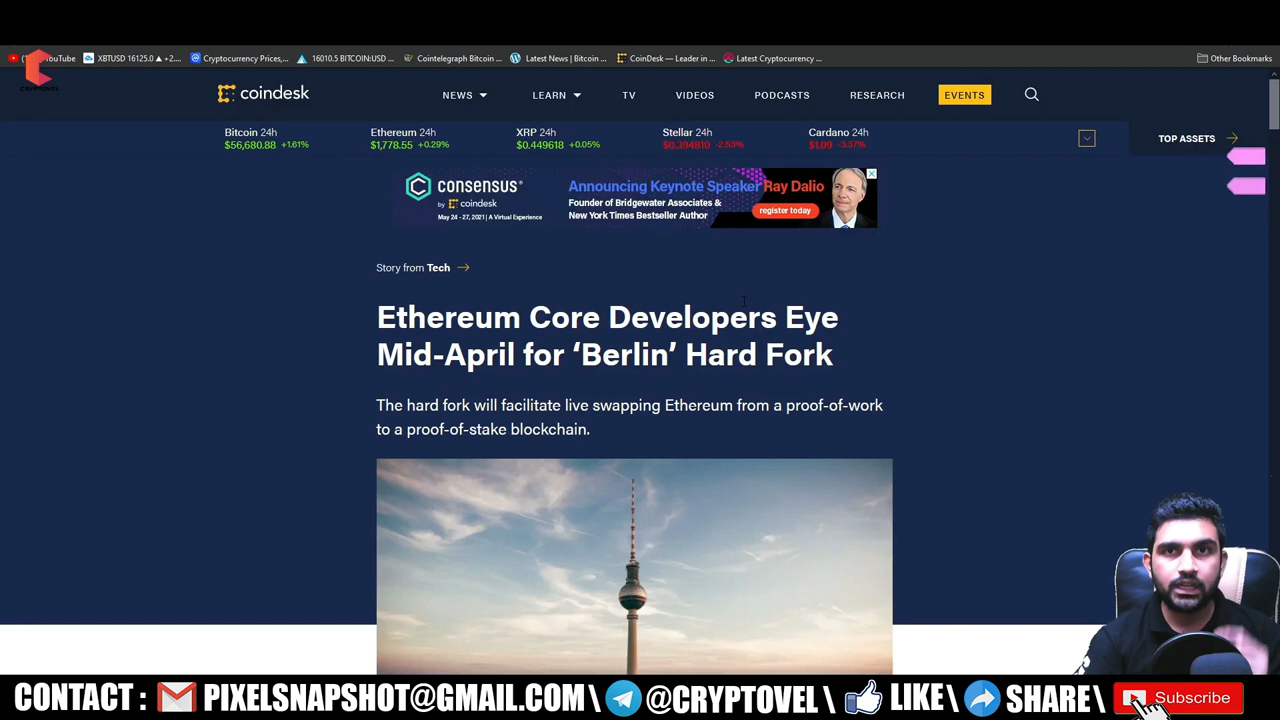 YouTube
XBTUSD 16125.0 ▲ +2....
Cryptocurrency Prices,...
16010.5 BITCOIN:USD ...
Cointelegraph Bitcoin ...
Latest News | Bitcoin ...
CoinDesk — Leader in ...
Latest Cryptocurrency ...
Other Bookmarks
CRYPTOVEL
coindesk
NEWS
LEARN
TV
VIDEOS
PODCASTS
RESEARCH
EVENTS
Bitcoin 24h
$56,680.88 +1.61%
Ethereum 24h
$1,778.55 +0.29%
XRP 24h
$0.449618 +0.05%
Stellar 24h
$0.394810 -2.53%
Cardano 24h
$1.09 -3.37%
TOP ASSETS
CONSENSUS
by coindesk
May 24 - 27, 2021 | A Virtual Experience
Announcing Keynote Speaker Ray Dalio
Founder of Bridgewater Associates &
New York Times Bestseller Author
register today
Story from Tech
Ethereum Core Developers Eye
Mid-April for ‘Berlin’ Hard Fork
The hard fork will facilitate live swapping Ethereum from a proof-of-work
to a proof-of-stake blockchain.
CONTACT : PIXELSNAPSHOT@GMAIL.COM \ @CRYPTOVEL \ LIKE\ SHARE\ Subscribe